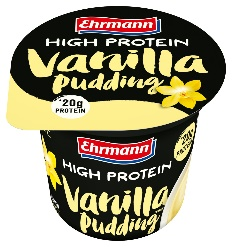 Ehrmann
HIGH PROTEIN
Vanilla
Pudding
20g
PROTEIN
Ehrmann
HIGH PROTEIN
Vanilla
Pudding